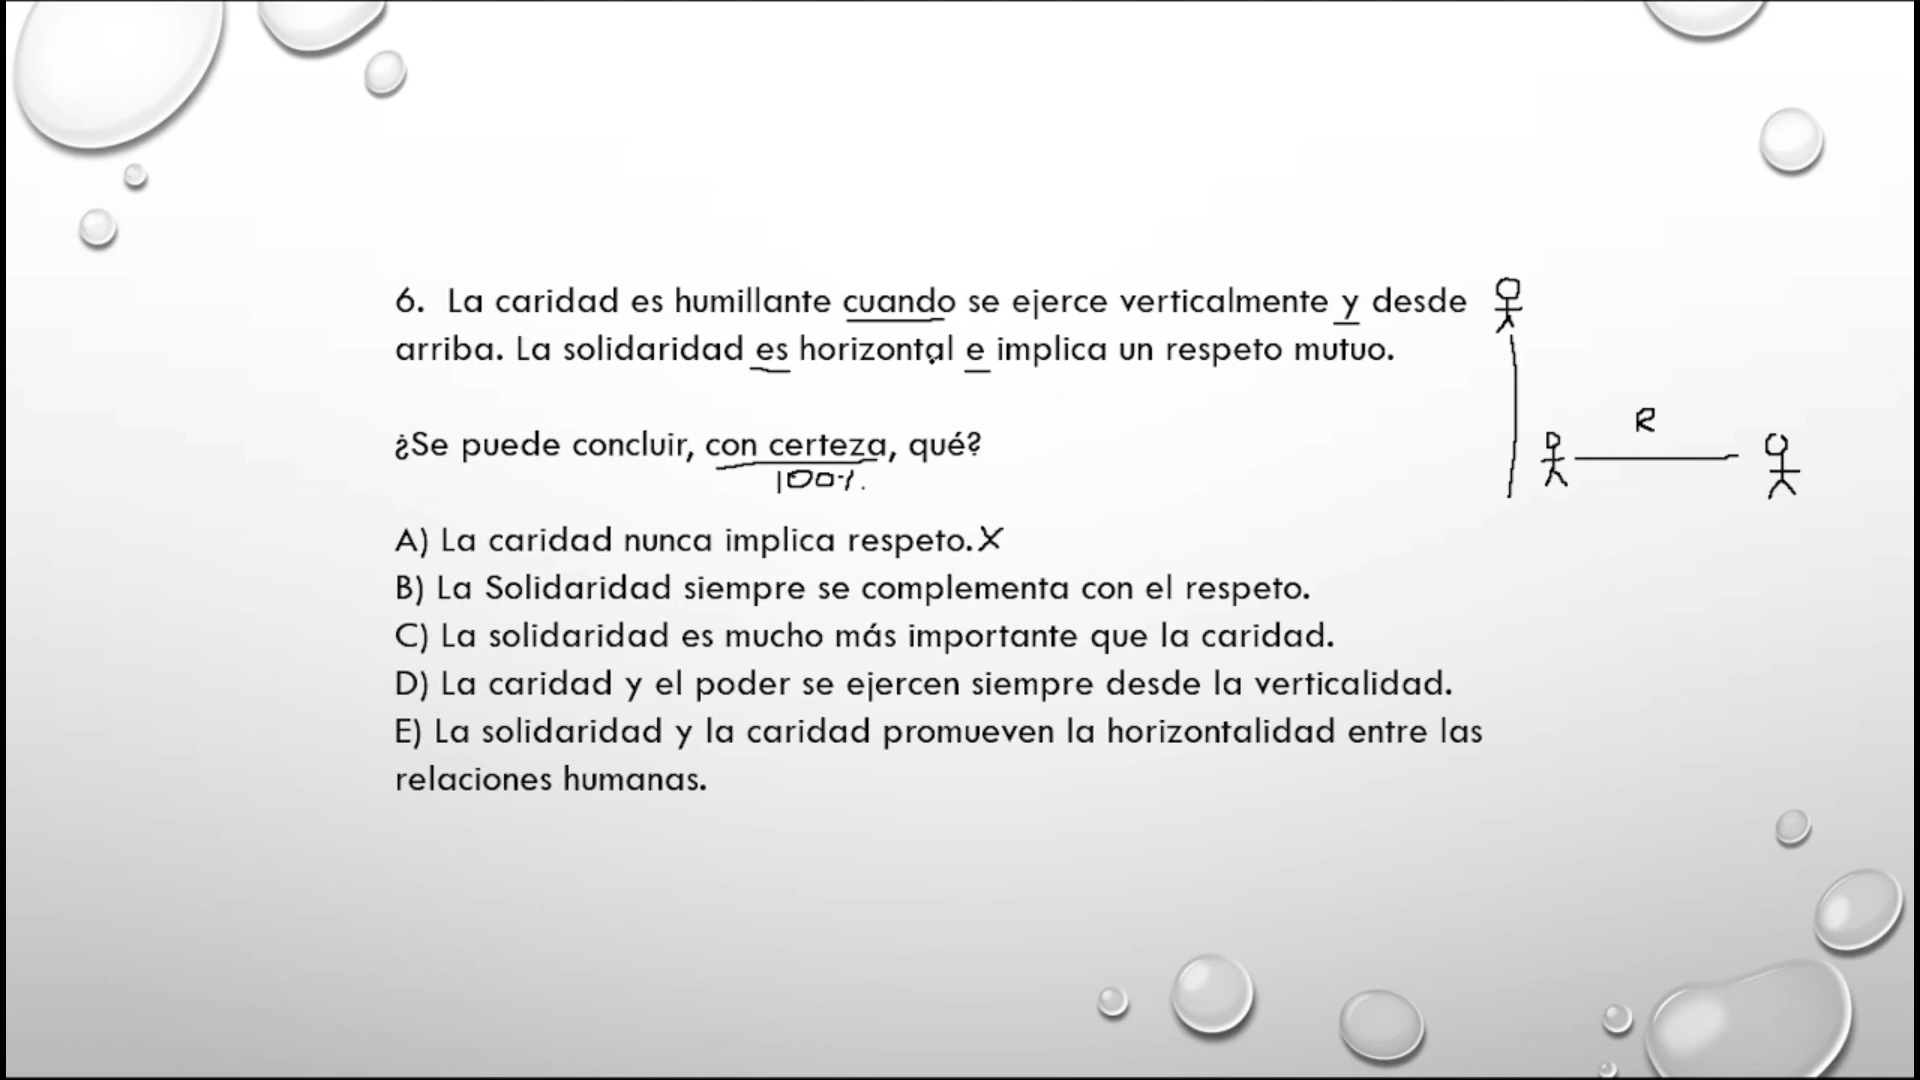 6. La caridad es humillante cuando se ejerce verticalmente y desde
arriba. La solidaridad es horizontal e implica un respeto mutuo.
¿Se puede concluir, con certeza, qué?
100%.
R
A) La caridad nunca implica respeto. X
B) La Solidaridad siempre se complementa con el respeto.
C) La solidaridad es mucho más importante que la caridad.
D) La caridad y el poder se ejercen siempre desde la verticalidad.
E) La solidaridad y la caridad promueven la horizontalidad entre las
relaciones humanas.